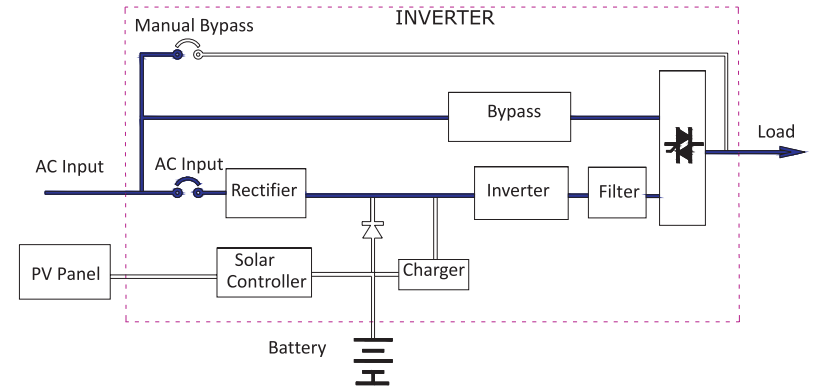 INVERTER
Manual Bypass
Bypass
Load
AC Input
AC Input
Rectifier
Inverter
Filter
PV Panel
Solar
Controller
Charger
Battery